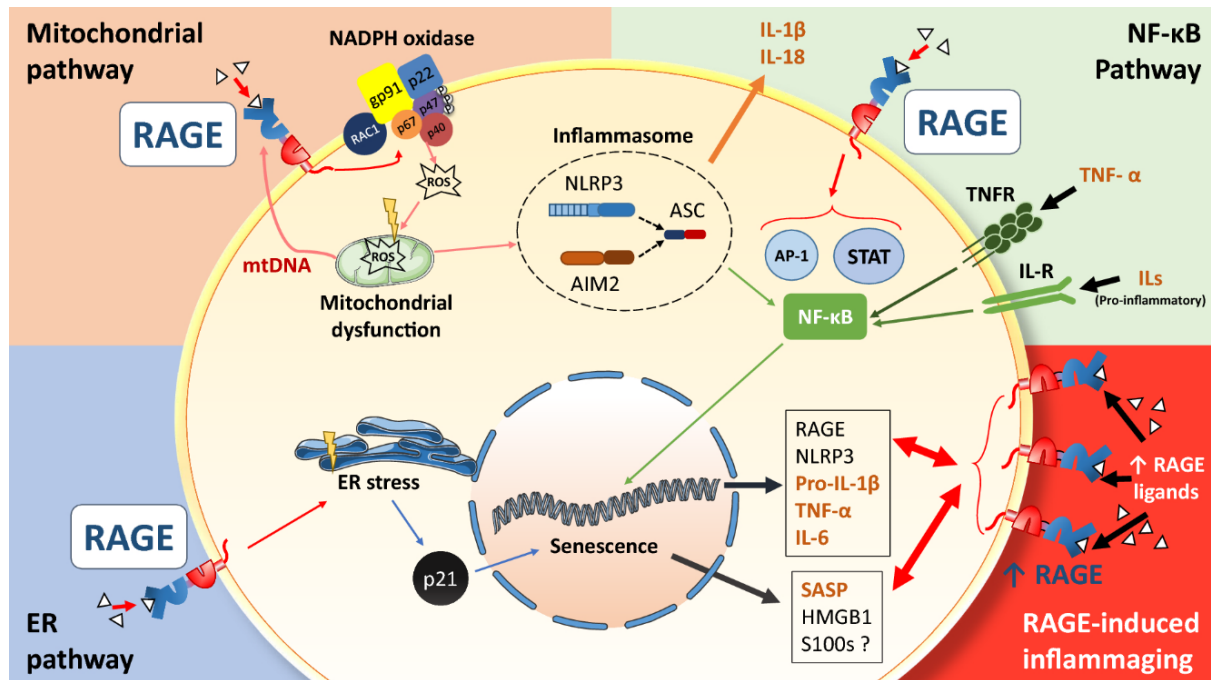 Mitochondrial
pathway
NADPH oxidase
gp91
p22
p47
P
P
P
RAC1
p67
p40
RAGE
ROS
ROS
mtDNA
Mitochondrial
dysfunction
Inflammasome
NLRP3
ASC
AIM2
IL-1β
IL-18
NF-κB
Pathway
RAGE
TNFR
TNF- α
IL-R
ILs
(Pro-inflammatory)
AP-1
STAT
NF-κB
ER stress
RAGE
p21
Senescence
ER
pathway
RAGE
NLRP3
Pro-IL-1β
TNF-α
IL-6
SASP
HMGB1
S100s ?
↑ RAGE
ligands
↑ RAGE
RAGE-induced
inflammaging